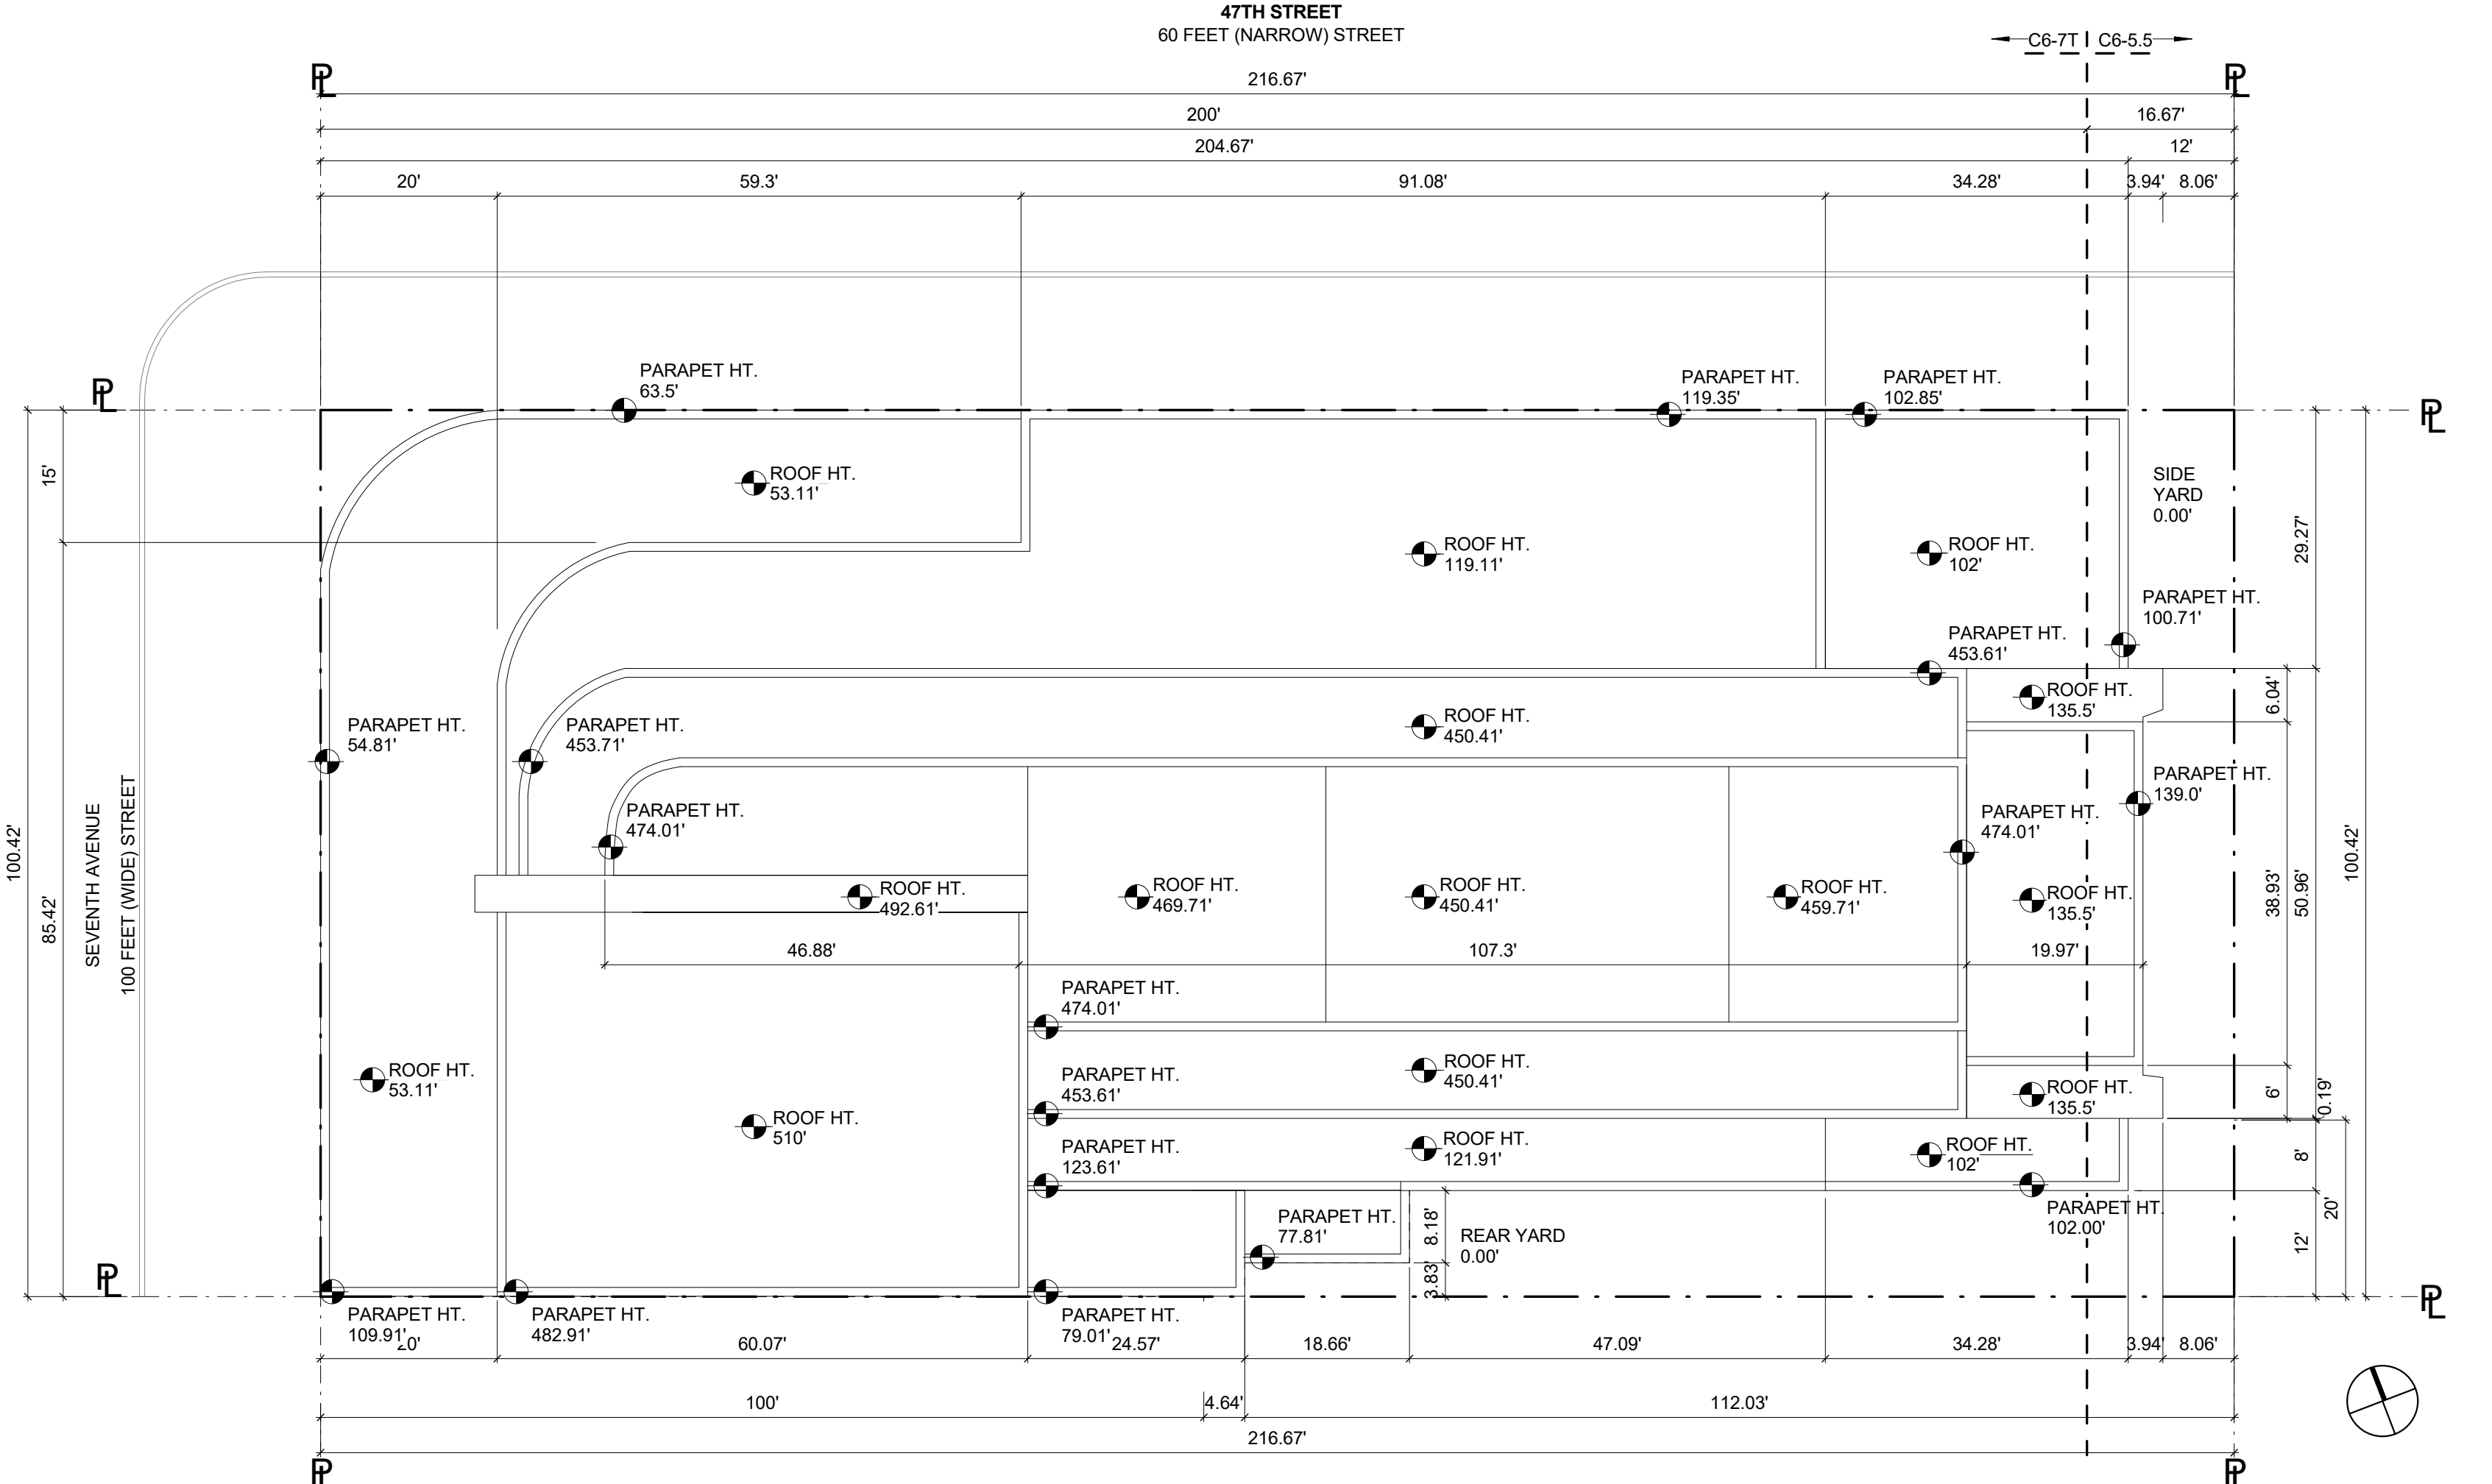 47TH STREET
60 FEET (NARROW) STREET
C6-7T C6-5.5
PL PL
216.67'
200' 16.67'
204.67' 12'
20' 59.3' 91.08' 34.28' 3.94' 8.06'
PL
PL
PARAPET HT.
63.5'
PARAPET HT.
119.35'
PARAPET HT.
102.85'
ROOF HT.
53.11'
SIDE
YARD
0.00'
15'
ROOF HT.
119.11'
ROOF HT.
102'
29.27'
PARAPET HT.
100.71'
PARAPET HT.
453.61'
ROOF HT.
135.5'
6.04'
PARAPET HT.
54.81'
PARAPET HT.
453.71'
ROOF HT.
450.41'
PARAPET HT.
139.0'
PARAPET HT.
474.01'
PARAPET HT.
474.01'
100.42'
85.42'
SEVENTH AVENUE
100 FEET (WIDE) STREET
ROOF HT.
492.61'
ROOF HT.
469.71'
ROOF HT.
450.41'
ROOF HT.
459.71'
ROOF HT.
135.5'
38.93'
50.96'
100.42'
46.88' 107.3' 19.97'
PARAPET HT.
474.01'
ROOF HT.
53.11'
ROOF HT.
450.41'
PARAPET HT.
453.61'
ROOF HT.
135.5'
6'
0.19'
ROOF HT.
510'
ROOF HT.
121.91'
ROOF HT.
102'
8'
PARAPET HT.
123.61'
PARAPET HT.
77.81'
8.18'
3.83'
REAR YARD
0.00'
PARAPET HT.
102.00'
20'
12'
PL
PL
PARAPET HT.
109.91'
PARAPET HT.
482.91'
PARAPET HT.
79.01'
20' 60.07' 24.57' 18.66' 47.09' 34.28' 3.94' 8.06'
100' 4.64' 112.03'
216.67'
PL PL